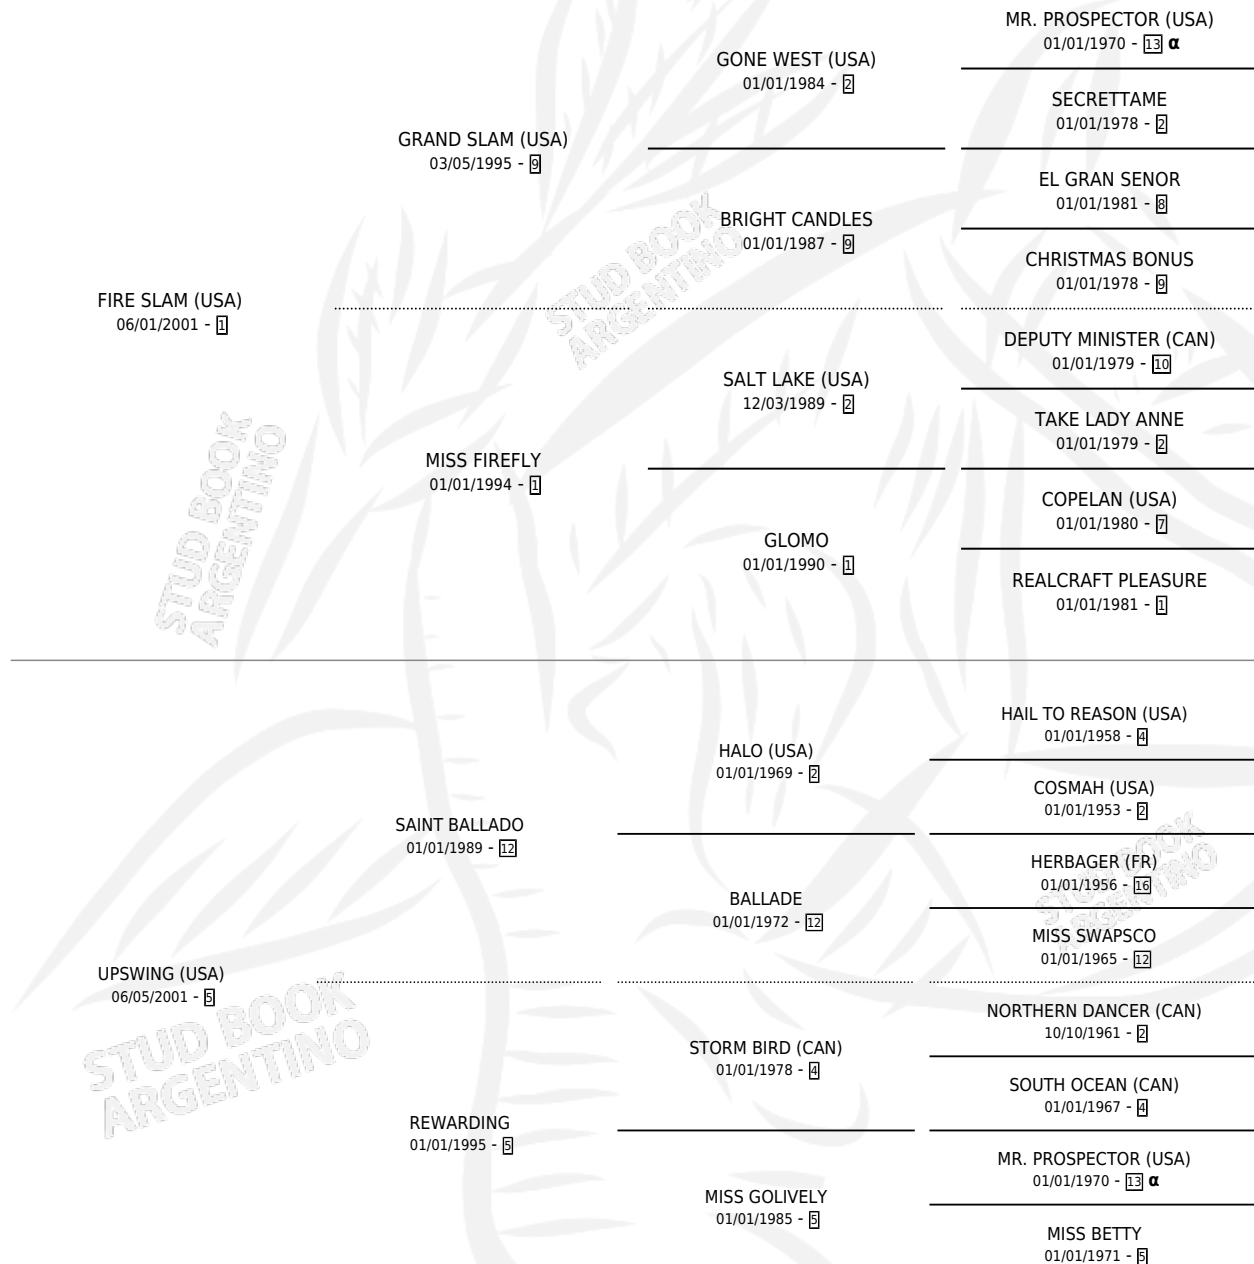 MR. PROSPECTOR (USA)
01/01/1970 - 13 α
GONE WEST (USA)
01/01/1984 - 2
SECRETTAME
01/01/1978 - 2
GRAND SLAM (USA)
03/05/1995 - 9
EL GRAN SENOR
01/01/1981 - 8
BRIGHT CANDLES
01/01/1987 - 9
CHRISTMAS BONUS
01/01/1978 - 9
STUD BOOK
ARGENTINO
FIRE SLAM (USA)
06/01/2001 - 1
DEPUTY MINISTER (CAN)
01/01/1979 - 10
SALT LAKE (USA)
12/03/1989 - 2
TAKE LADY ANNE
01/01/1979 - 2
MISS FIREFLY
01/01/1994 - 1
COPELAN (USA)
01/01/1980 - 7
GLOMO
01/01/1990 - 1
REALCRAFT PLEASURE
01/01/1981 - 1
STUD BOOK
ARGENTINO
HAIL TO REASON (USA)
01/01/1958 - 4
HALO (USA)
01/01/1969 - 2
COSMAH (USA)
01/01/1953 - 2
SAINT BALLADO
01/01/1989 - 12
HERBAGER (FR)
01/01/1956 - 16
BALLADE
01/01/1972 - 12
MISS SWAPSCO
01/01/1965 - 12
STUD BOOK
ARGENTINO
UPSWING (USA)
06/05/2001 - 5
NORTHERN DANCER (CAN)
10/10/1961 - 2
STORM BIRD (CAN)
01/01/1978 - 4
SOUTH OCEAN (CAN)
01/01/1967 - 4
STUD BOOK
ARGENTINO
REWARDING
01/01/1995 - 5
MR. PROSPECTOR (USA)
01/01/1970 - 13 α
MISS GOLIVELY
01/01/1985 - 5
MISS BETTY
01/01/1971 - 5